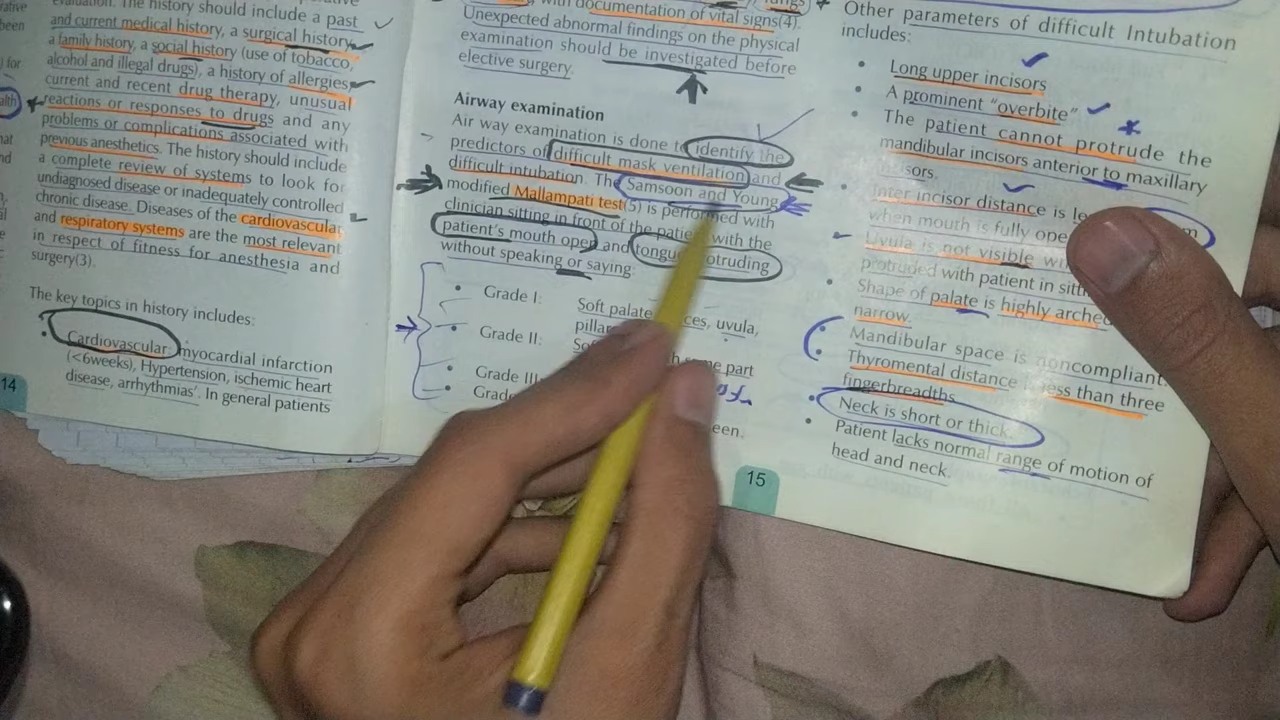 evaluation. The history should include a past
and current medical history, a surgical history,
a family history, a social history (use of tobacco,
alcohol and illegal drugs), a history of allergies,
current and recent drug therapy, unusual
reactions or responses to drugs and any
problems or complications associated with
previous anesthetics. The history should include
a complete review of systems to look for
undiagnosed disease or inadequately controlled
chronic disease. Diseases of the cardiovascular
and respiratory systems are the most relevant
in respect of fitness for anesthesia and
surgery(3).
The key topics in history includes:
• Cardiovascular: myocardial infarction
(<6weeks), Hypertension, ischemic heart
disease, arrhythmias'. In general patients
14
with documentation of vital signs(4).
Unexpected abnormal findings on the physical
examination should be investigated before
elective surgery.
Airway examination
Air way examination is done to identify the
predictors of difficult mask ventilation and
difficult intubation. The Samsoon and Young
modified Mallampati test(5) is performed with
clinician sitting in front of the patient with the
patient's mouth open and tongue protruding
without speaking or saying:
• Grade I: Soft palate, uvula,
• Grade II:
some part
• Grade III:
• Grade
seen.
15
Other parameters of difficult Intubation
includes:
• Long upper incisors
• A prominent "overbite"
• The patient cannot protrude the
mandibular incisors anterior to maxillary
• Inter incisor distance is
when mouth is fully
• Uvula is not visible
protruded with patient in
• Shape of palate is highly arched
narrow.
• Mandibular space is noncompliant.
• Thyromental distance less than three
fingerbreadths.
• Neck is short or thick.
• Patient lacks normal range of motion of
head and neck.